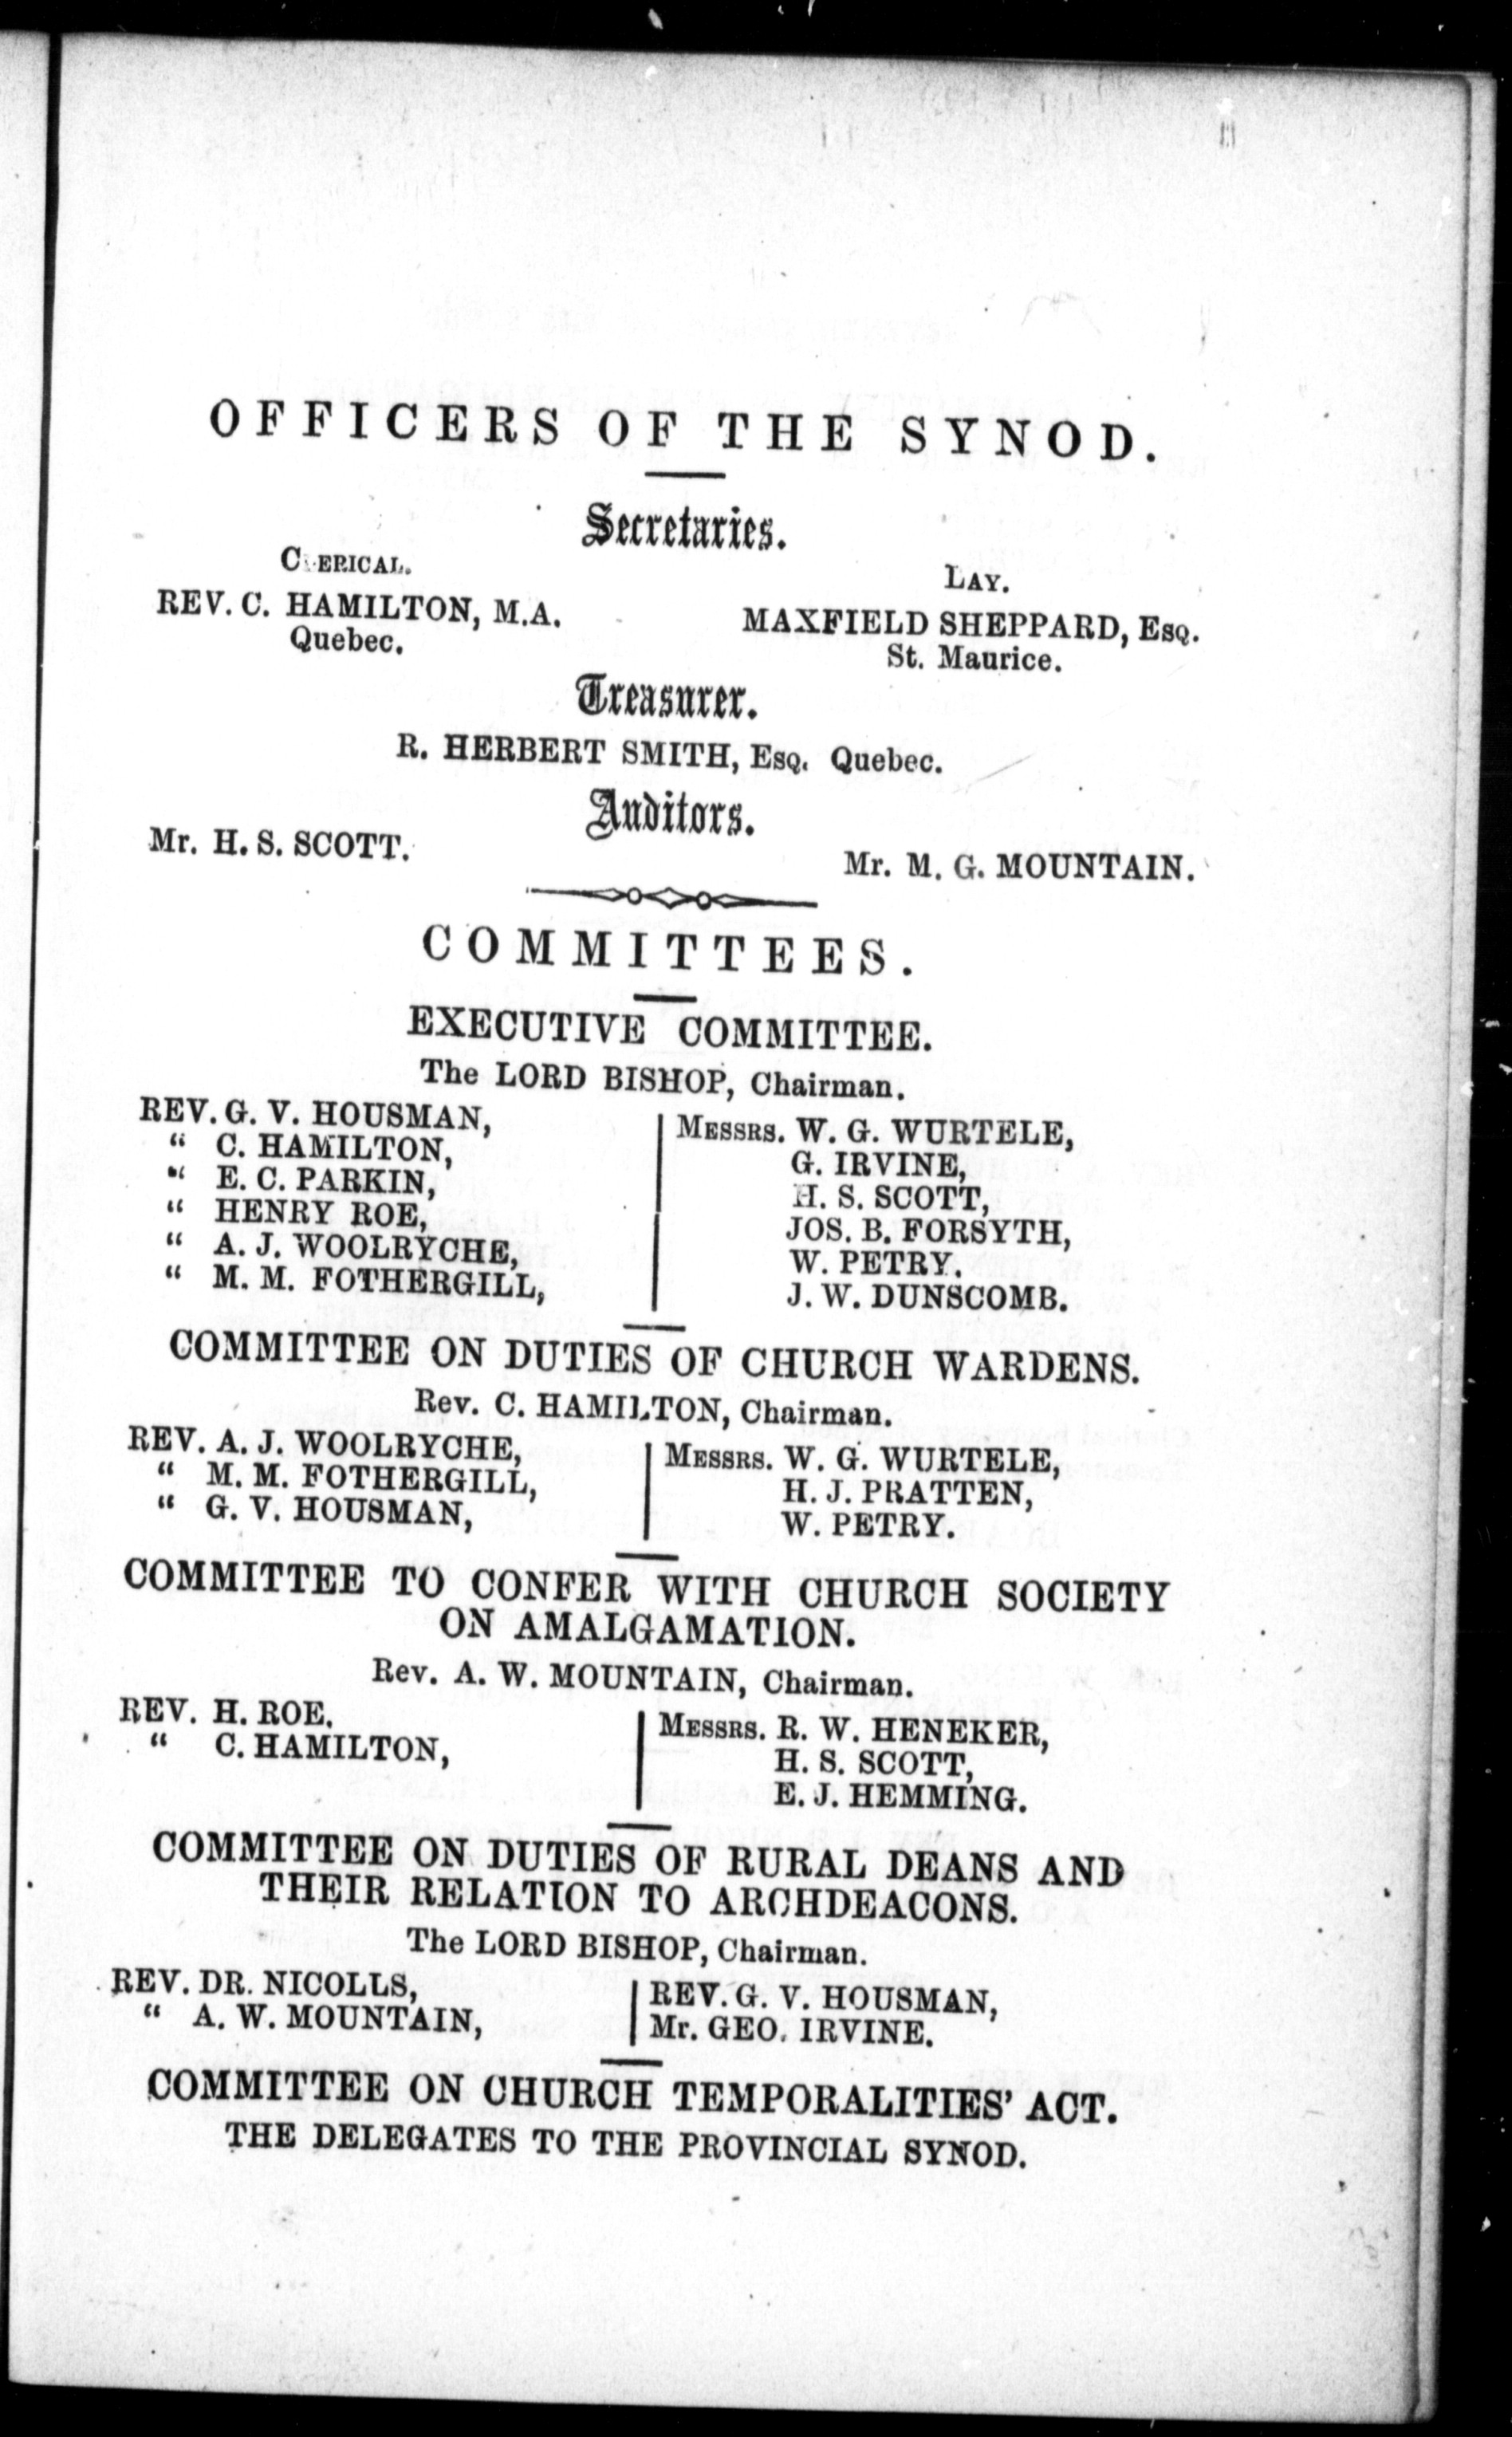 OFFICERS OF THE SYNOD.
Secretaries.
CLERICAL.
REV. C. HAMILTON, M.A.
Quebec.
LAY.
MAXFIELD SHEPPARD, ESQ.
St. Maurice.
Treasurer.
R. HERBERT SMITH, ESQ. Quebec.
Auditors.
Mr. H. S. SCOTT.
Mr. M. G. MOUNTAIN.
COMMITTEES.
EXECUTIVE COMMITTEE.
The LORD BISHOP, Chairman.
REV. G. V. HOUSMAN,
“ C. HAMILTON,
“ E. C. PARKIN,
“ HENRY ROE,
“ A. J. WOOLRYCHE,
“ M. M. FOTHERGILL,
MESSRS. W. G. WURTELE,
G. IRVINE,
H. S. SCOTT,
JOS. B. FORSYTH,
W. PETRY.
J. W. DUNSCOMB.
COMMITTEE ON DUTIES OF CHURCH WARDENS.
Rev. C. HAMILTON, Chairman.
REV. A. J. WOOLRYCHE,
“ M. M. FOTHERGILL,
“ G. V. HOUSMAN,
MESSRS. W. G. WURTELE,
H. J. PRATTEN,
W. PETRY.
COMMITTEE TO CONFER WITH CHURCH SOCIETY
ON AMALGAMATION.
Rev. A. W. MOUNTAIN, Chairman.
REV. H. ROE.
“ C. HAMILTON,
MESSRS. R. W. HENEKER,
H. S. SCOTT,
E. J. HEMMING.
COMMITTEE ON DUTIES OF RURAL DEANS AND
THEIR RELATION TO ARCHDEACONS.
The LORD BISHOP, Chairman.
REV. DR. NICOLLS,
“ A. W. MOUNTAIN,
REV. G. V. HOUSMAN,
Mr. GEO. IRVINE.
COMMITTEE ON CHURCH TEMPORALITIES' ACT.
THE DELEGATES TO THE PROVINCIAL SYNOD.